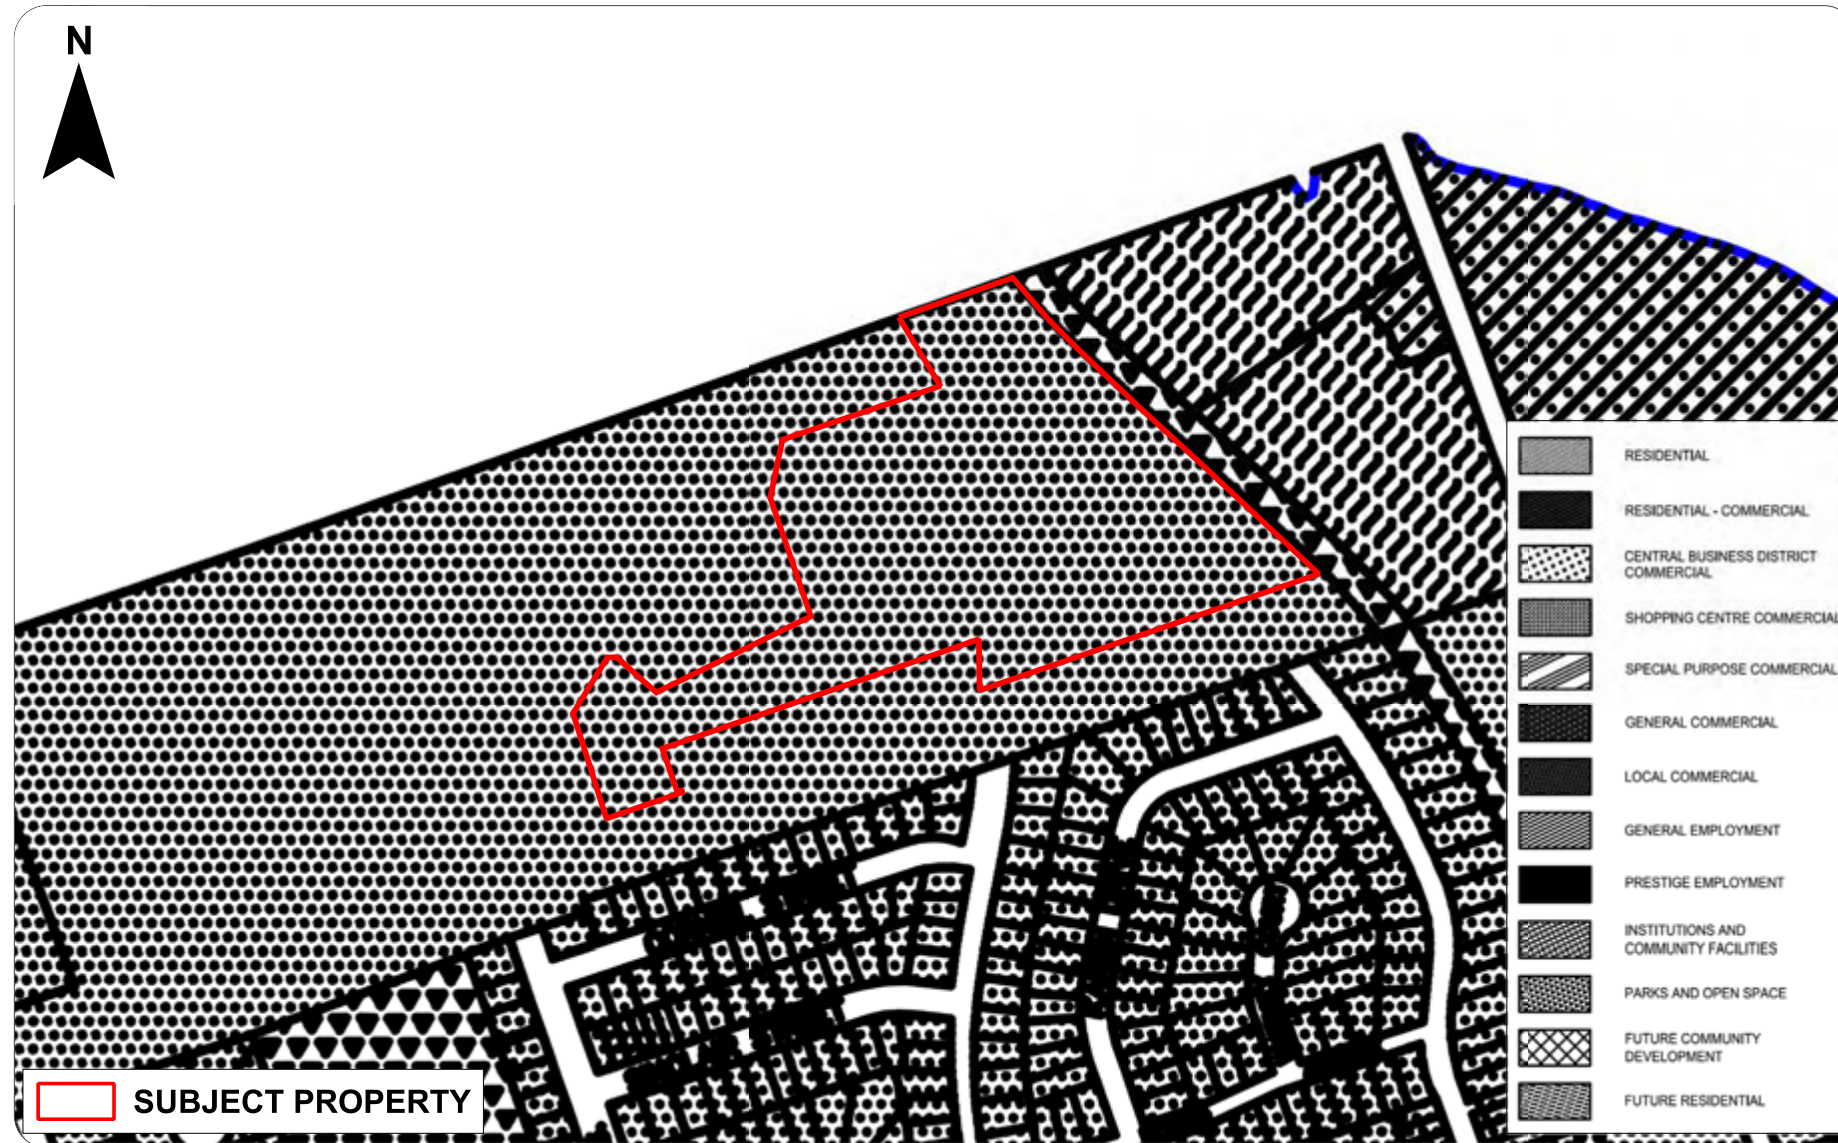 N
RESIDENTIAL
RESIDENTIAL - COMMERCIAL
CENTRAL BUSINESS DISTRICT
COMMERCIAL
SHOPPING CENTRE COMMERCIAL
SPECIAL PURPOSE COMMERCIAL
GENERAL COMMERCIAL
LOCAL COMMERCIAL
GENERAL EMPLOYMENT
PRESTIGE EMPLOYMENT
INSTITUTIONS AND
COMMUNITY FACILITIES
PARKS AND OPEN SPACE
FUTURE COMMUNITY
DEVELOPMENT
FUTURE RESIDENTIAL
SUBJECT PROPERTY